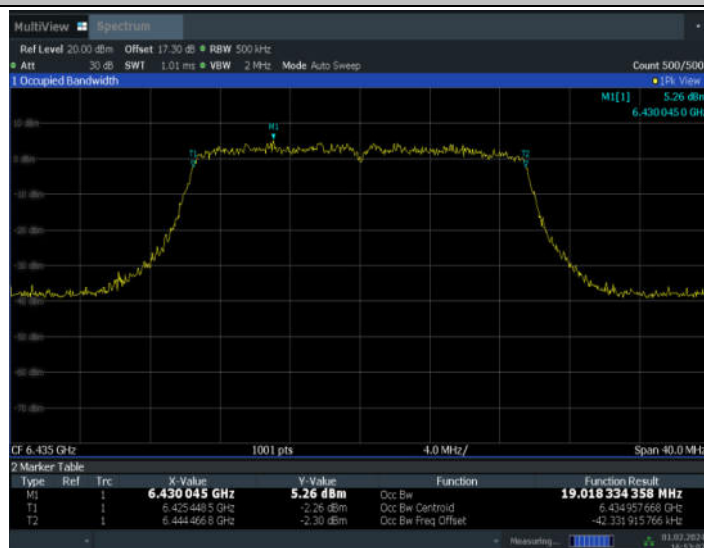 MultiView Spectrum
Ref Level 20.00 dBm Offset 17.30 dB RBW 500 kHz
Att 30 dB SWT 1.01 ms VBW 2 MHz Mode Auto Sweep Count 500/500
1 Occupied Bandwidth 1Pk View
M1[1] 5.26 dBm
6.430 045 0 GHz
M1
T1 T2
CF 6.435 GHz 1001 pts 4.0 MHz/ Span 40.0 MHz
2 Marker Table
Type Ref Trc X-Value Y-Value Function Function Result
M1 1 6.430 045 GHz 5.26 dBm Occ Bw 19.018 334 358 MHz
T1 1 6.425 448 5 GHz -2.26 dBm Occ Bw Centroid 6.434 957 668 GHz
T2 1 6.444 466 8 GHz -2.30 dBm Occ Bw Freq Offset -42.331 915 766 kHz
Measuring...